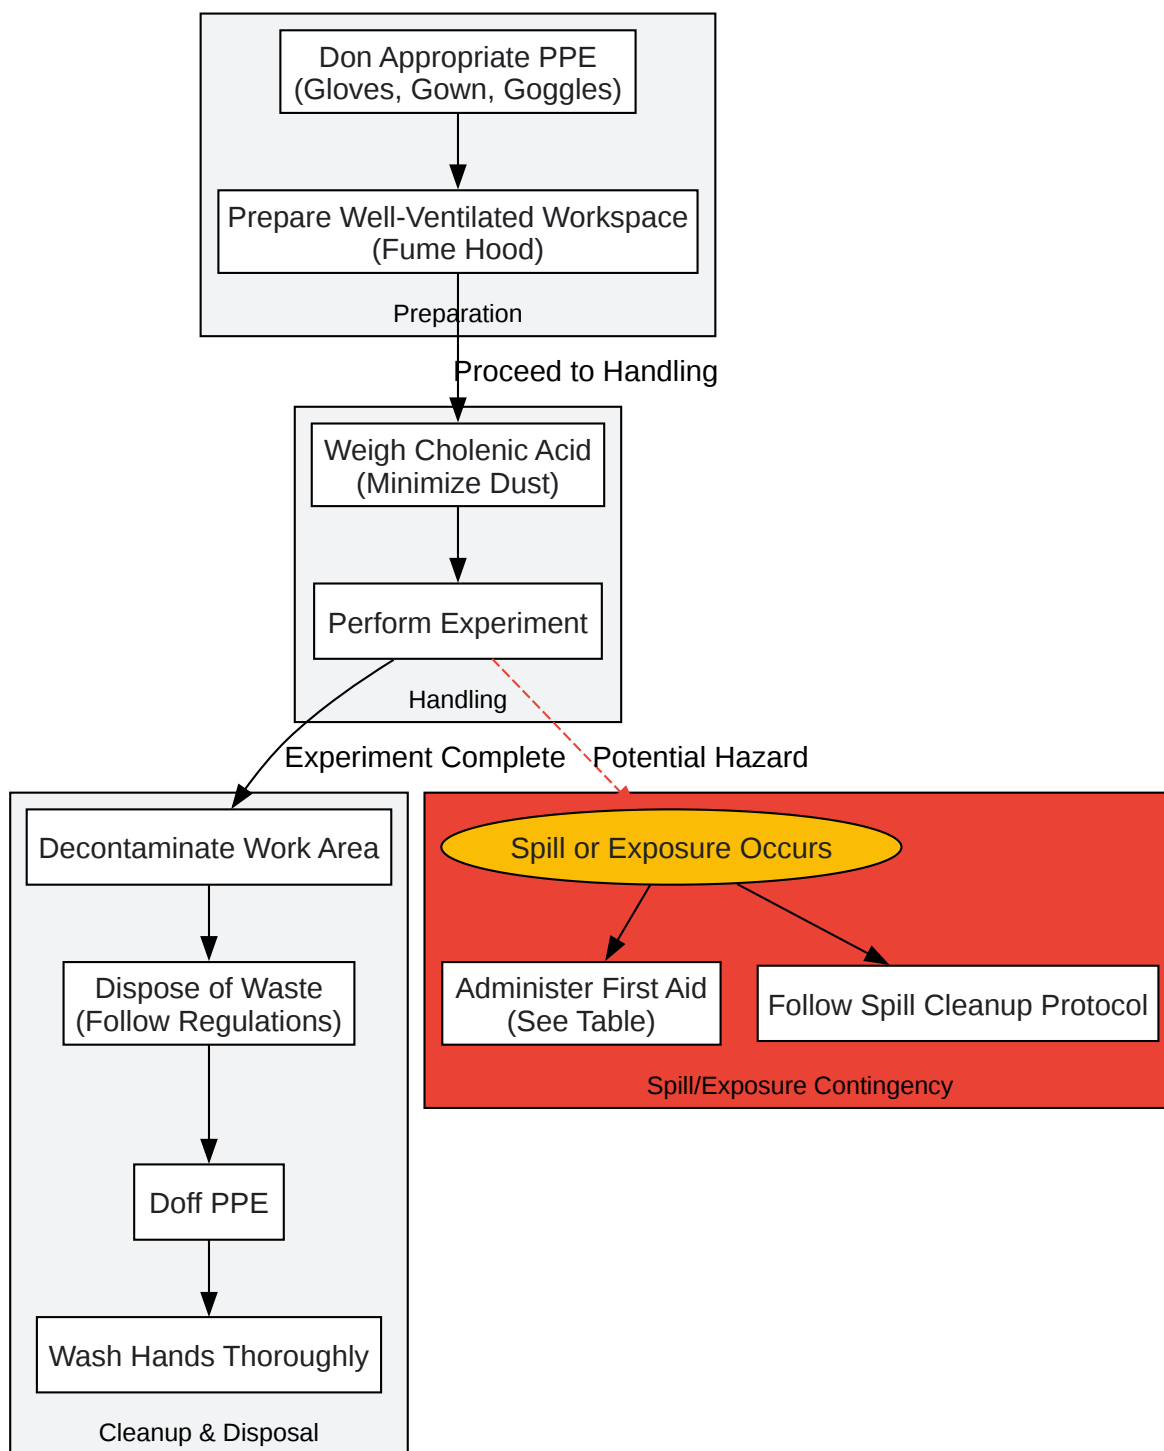 Don Appropriate PPE
(Gloves, Gown, Goggles)
Prepare Well-Ventilated Workspace
(Fume Hood)
Preparation
Proceed to Handling
Weigh Cholenic Acid
(Minimize Dust)
Perform Experiment
Handling
Experiment Complete
Potential Hazard
Decontaminate Work Area
Dispose of Waste
(Follow Regulations)
Doff PPE
Wash Hands Thoroughly
Cleanup & Disposal
Spill or Exposure Occurs
Administer First Aid
(See Table)
Follow Spill Cleanup Protocol
Spill/Exposure Contingency